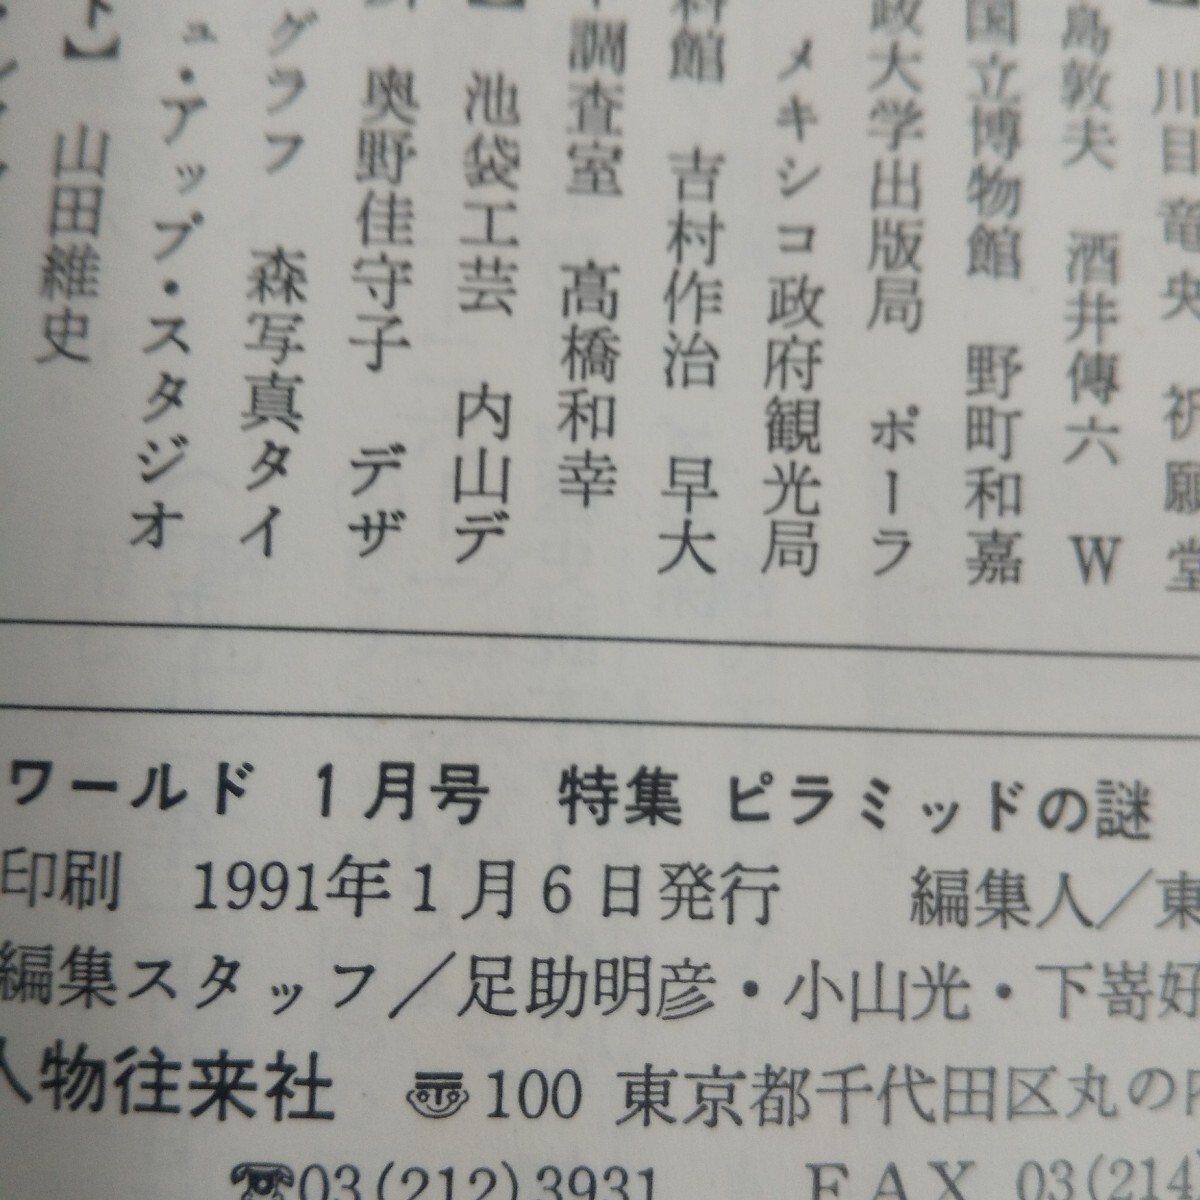 川目竜央 祈願堂
島敦夫 酒井傳六 W
国立博物館 野町和嘉
政大学出版局 ポーラ
メキシコ政府観光局
料館 吉村作治 早大
調査室 高橋和幸
】 池袋工芸 内山デ
奥野佳守子 デザ
グラフ 森写真タイ
ュ・アップ・スタジオ
ト】 山田維史
ワールド 1月号 特集 ピラミッドの謎
印刷 1991年1月6日発行 編集人／東
編集スタッフ／足助明彦・小山光・下嵜好
人物往来社 100 東京都千代田区丸の内
☎03(212)3931 FAX 03(214)